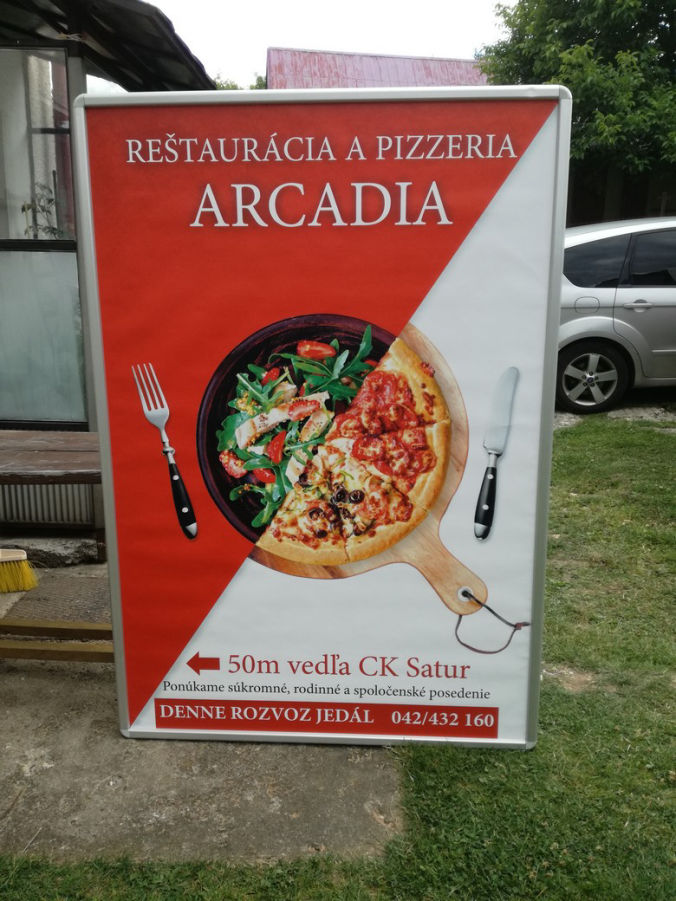 REŠTAURÁCIA A PIZZERIA
ARCADIA
50m vedľa CK Satur
Ponúkame súkromné, rodinné a spoločenské posedenie
DENNE ROZVOZ JEDÁL 042/432 160